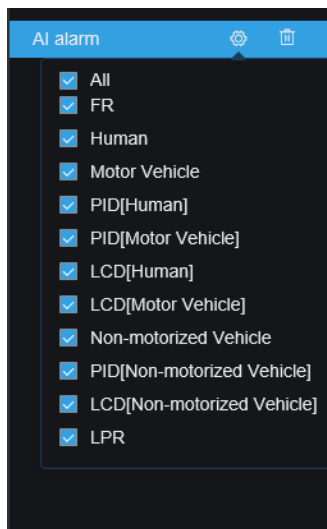 AI alarm
All
FR
Human
Motor Vehicle
PID[Human]
PID[Motor Vehicle]
LCD[Human]
LCD[Motor Vehicle]
Non-motorized Vehicle
PID[Non-motorized Vehicle]
LCD[Non-motorized Vehicle]
LPR